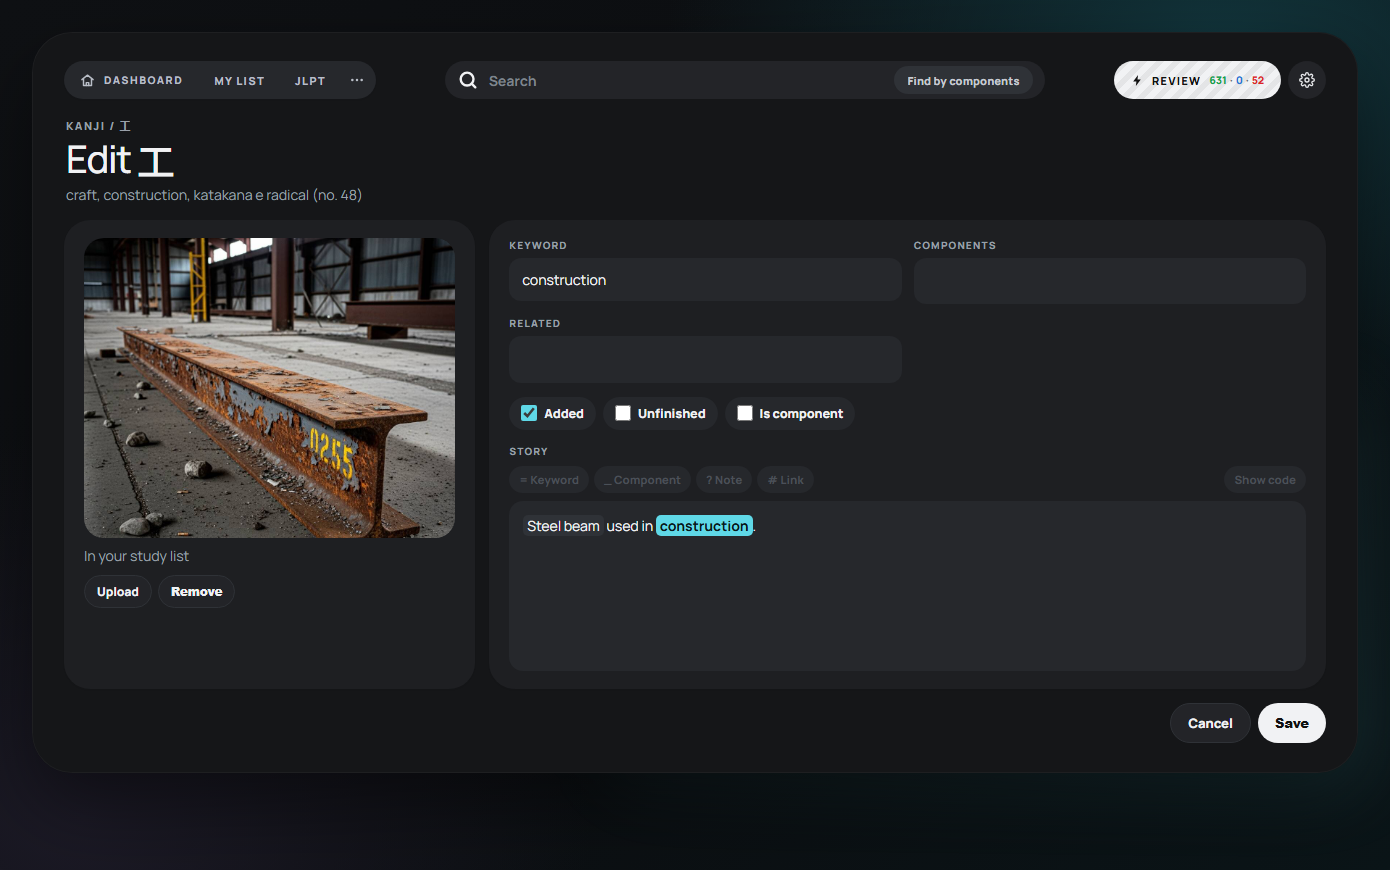 DASHBOARD MY LIST JLPT ···
Search
Find by components
REVIEW 631 · 0 · 52
KANJI / 工
Edit 工
craft, construction, katakana e radical (no. 48)
0255
In your study list
Upload Remove
KEYWORD
construction
COMPONENTS
RELATED
Added Unfinished Is component
STORY
= Keyword _ Component ? Note # Link Show code
Steel beam used in construction.
Cancel Save